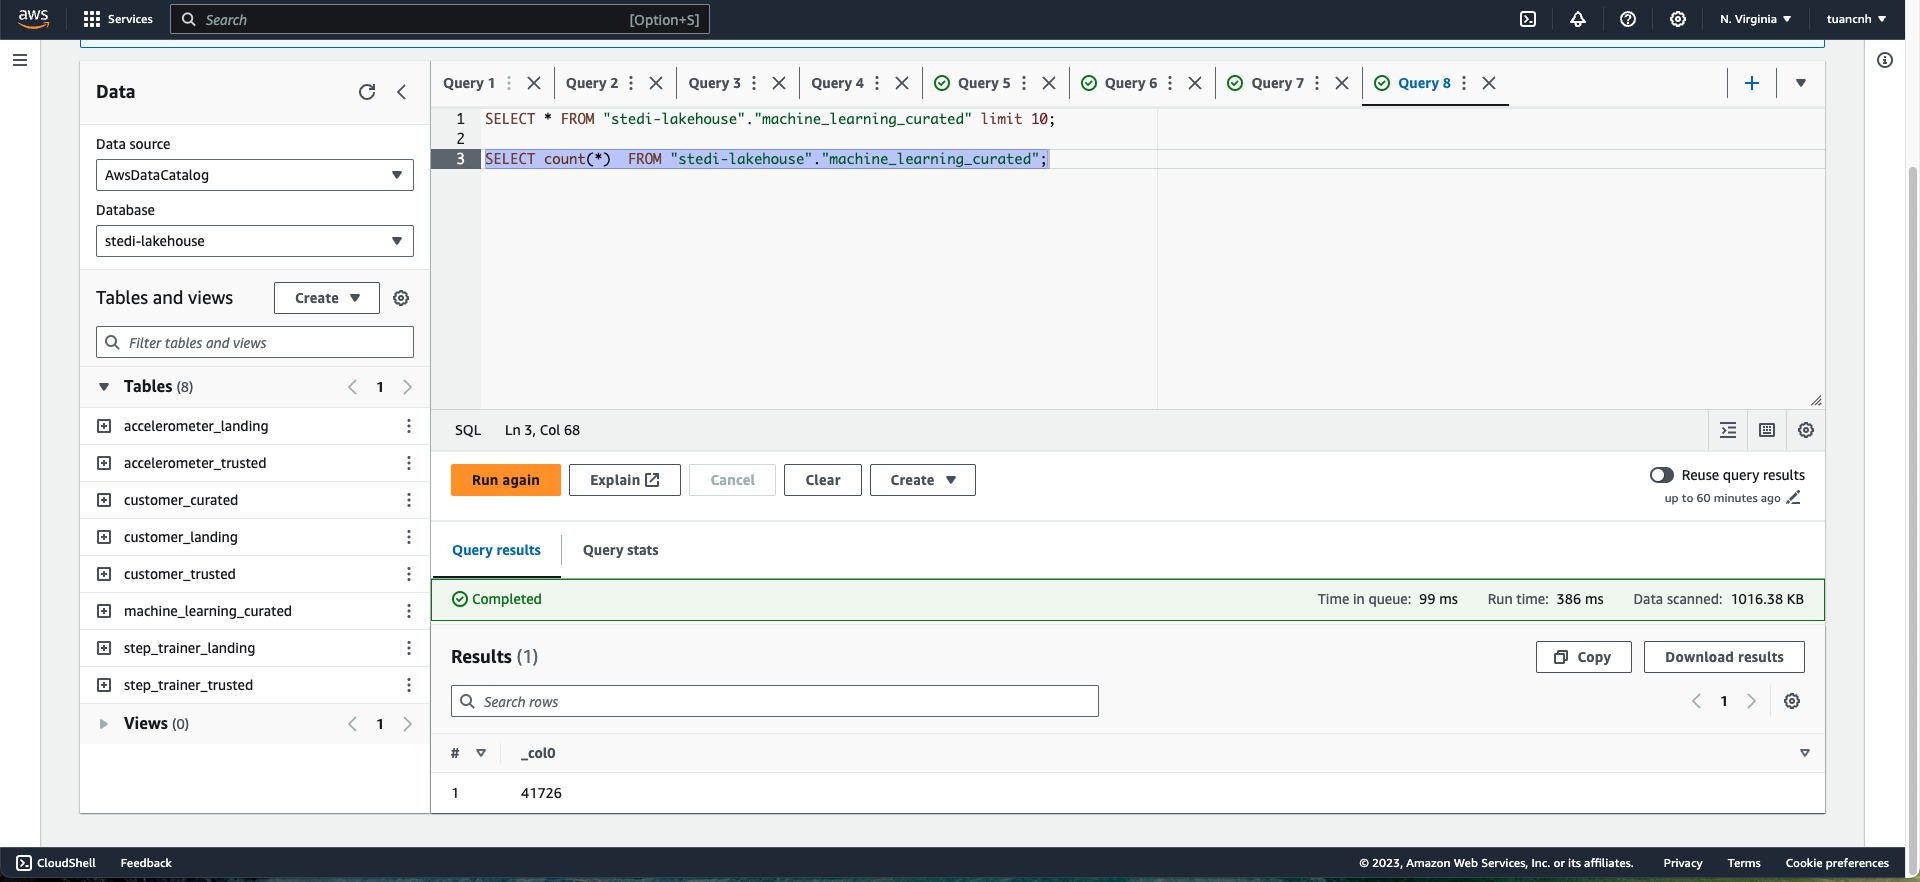 aws Services Search [Option+S] N. Virginia tuancnh
Data
Data source
AwsDataCatalog
Database
stedi-lakehouse
Tables and views Create
Filter tables and views
Tables (8) 1
accelerometer_landing
accelerometer_trusted
customer_curated
customer_landing
customer_trusted
machine_learning_curated
step_trainer_landing
step_trainer_trusted
Views (0) 1
Query 1 Query 2 Query 3 Query 4 Query 5 Query 6 Query 7 Query 8
1 SELECT * FROM "stedi-lakehouse"."machine_learning_curated" limit 10;
2
3 SELECT count(*)  FROM "stedi-lakehouse"."machine_learning_curated";
SQL Ln 3, Col 68
Run again Explain Cancel Clear Create Reuse query results
up to 60 minutes ago
Query results Query stats
Completed Time in queue: 99 ms Run time: 386 ms Data scanned: 1016.38 KB
Results (1) Copy Download results
Search rows 1
# _col0
1 41726
CloudShell Feedback © 2023, Amazon Web Services, Inc. or its affiliates. Privacy Terms Cookie preferences